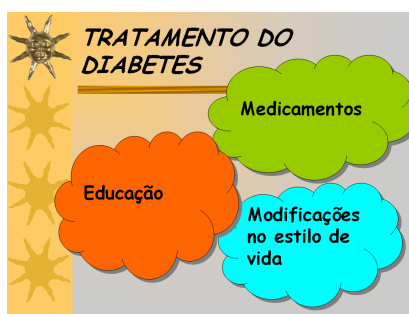 TRATAMENTO DO
DIABETES
Medicamentos
Educação
Modificações
no estilo de
vida